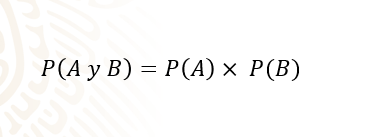 P(A y B) = P(A) × P(B)